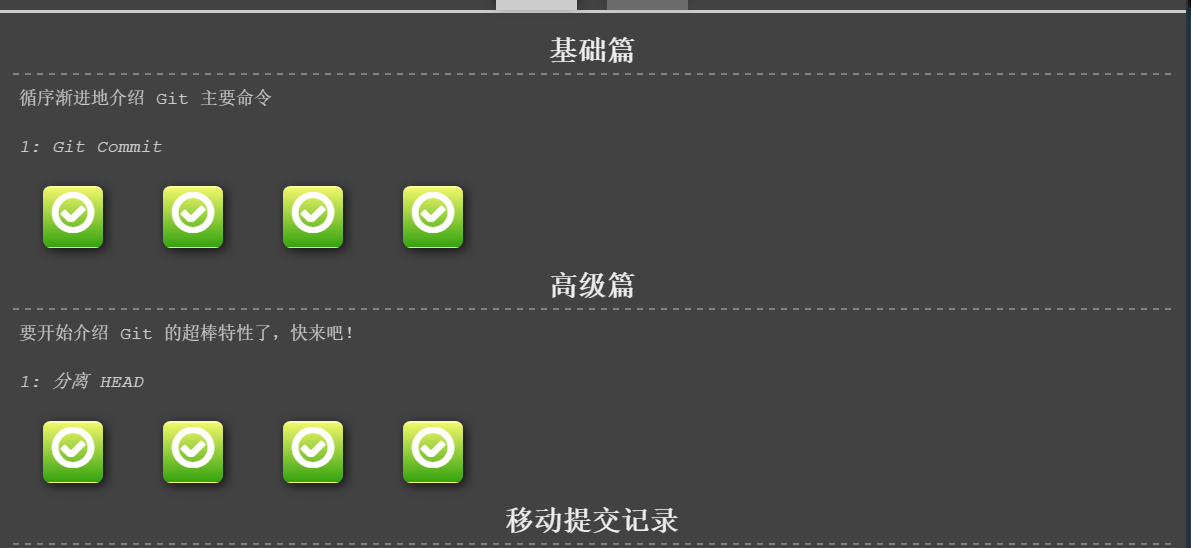 基础篇
循序渐进地介绍 Git 主要命令
1: Git Commit
高级篇
要开始介绍 Git 的超棒特性了，快来吧！
1: 分离 HEAD
移动提交记录